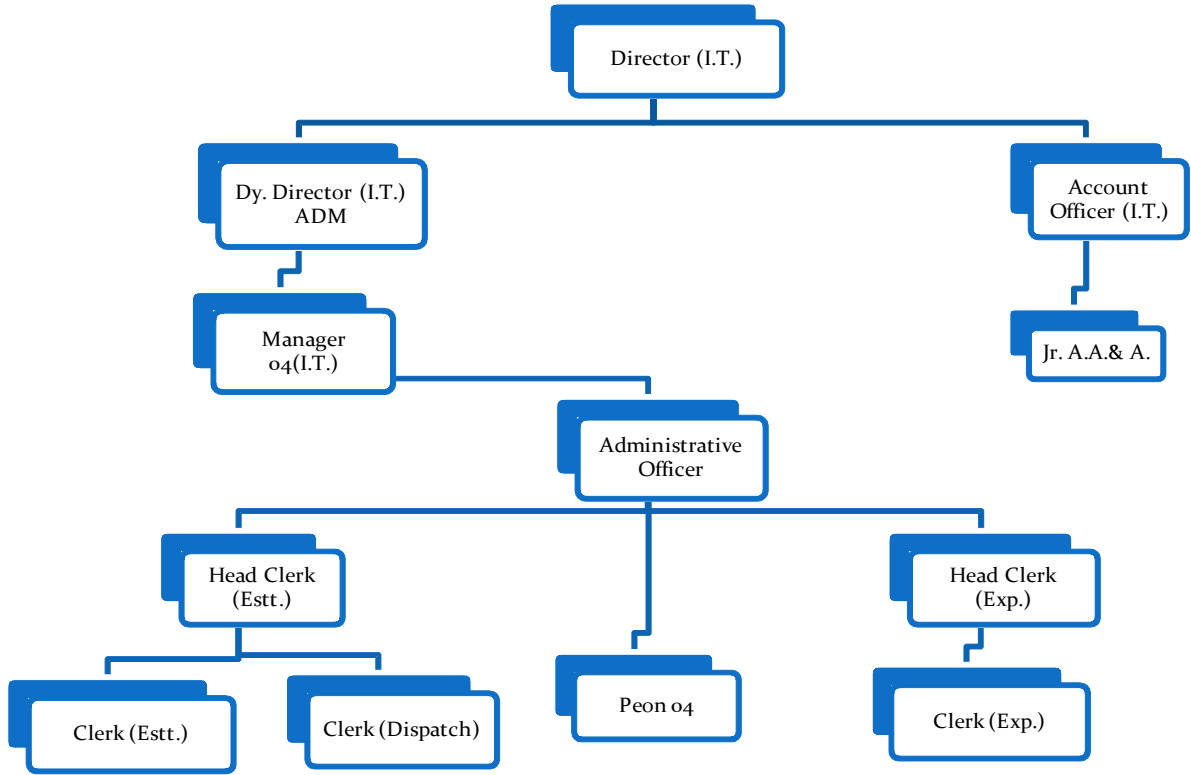 Director (I.T.)
Dy. Director (I.T.)
ADM
Account
Officer (I.T.)
Manager
04(I.T.)
Jr. A.A.& A.
Administrative
Officer
Head Clerk
(Estt.)
Head Clerk
(Exp.)
Clerk (Estt.)
Clerk (Dispatch)
Peon 04
Clerk (Exp.)